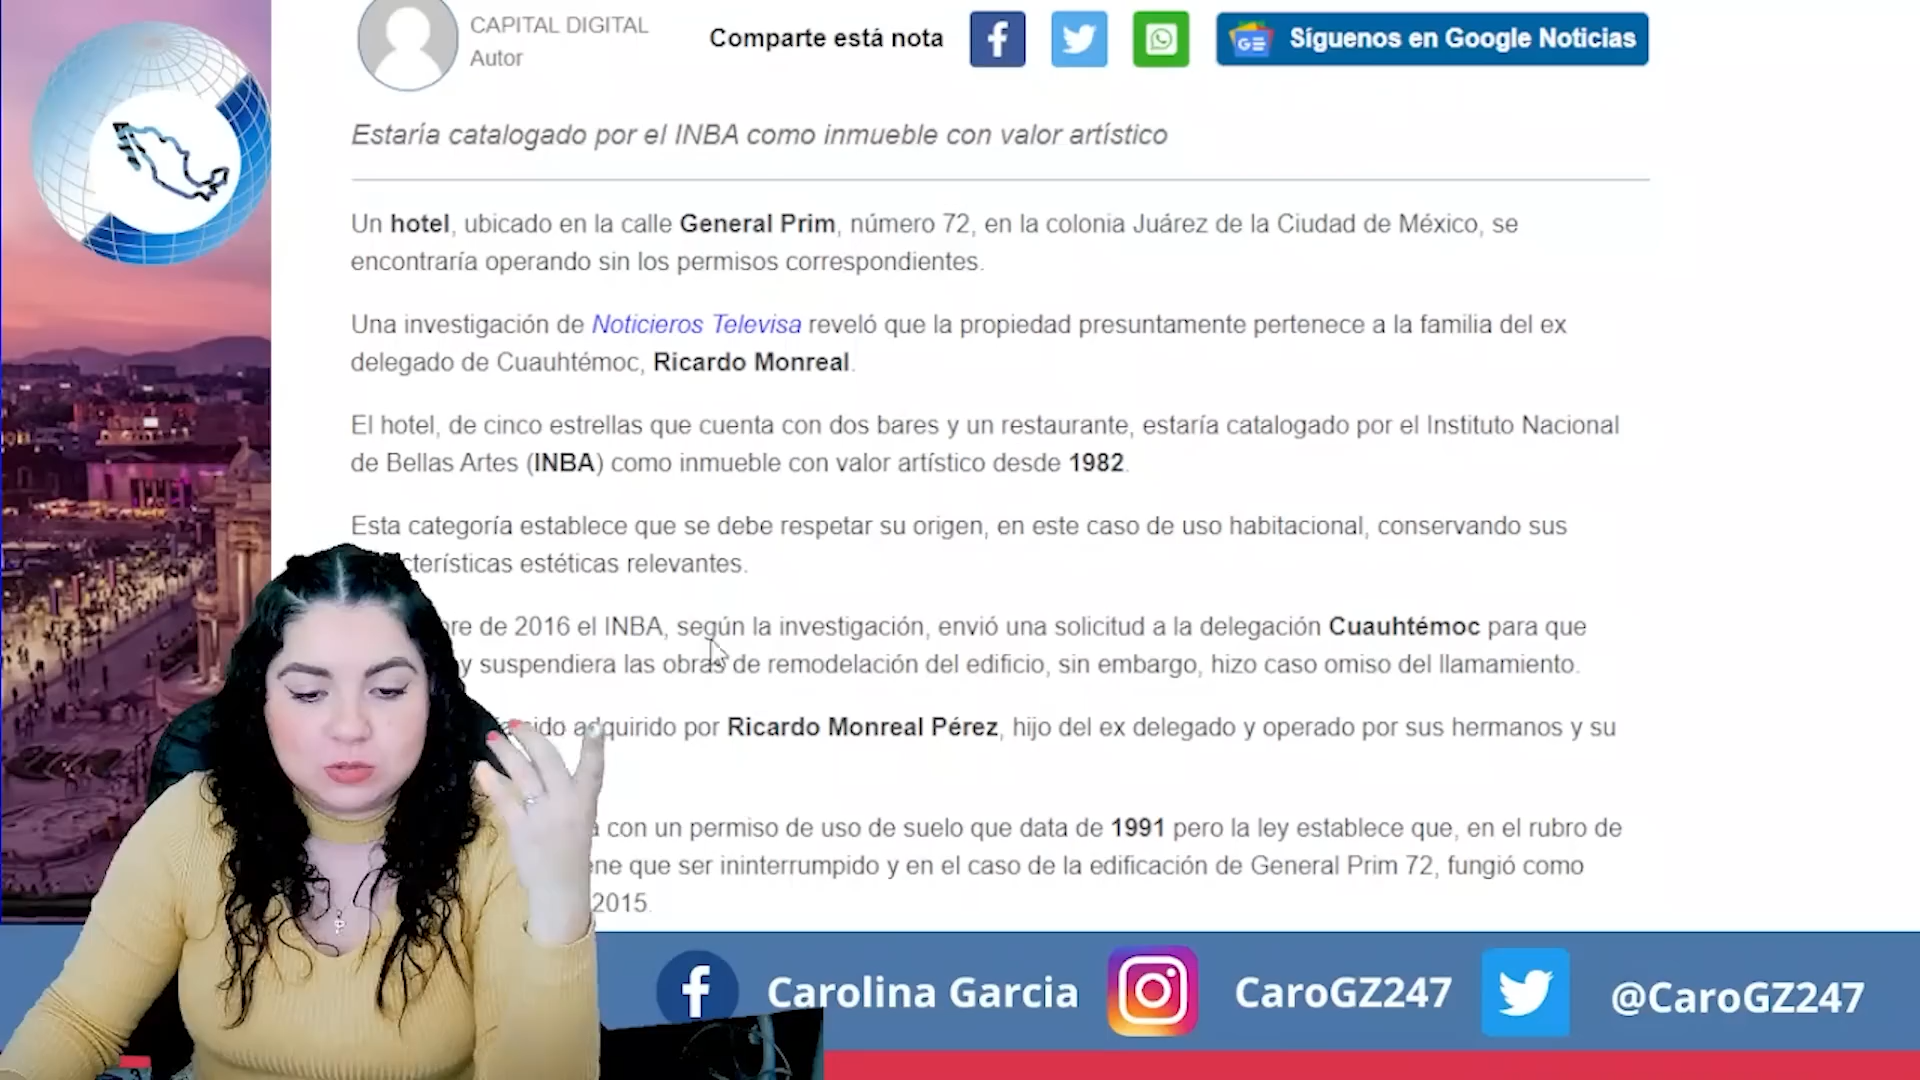 CAPITAL DIGITAL
Autor
Comparte está nota
GE Síguenos en Google Noticias
Estaría catalogado por el INBA como inmueble con valor artístico
Un hotel, ubicado en la calle General Prim, número 72, en la colonia Juárez de la Ciudad de México, se
encontraría operando sin los permisos correspondientes.
Una investigación de Noticieros Televisa reveló que la propiedad presuntamente pertenece a la familia del ex
delegado de Cuauhtémoc, Ricardo Monreal.
El hotel, de cinco estrellas que cuenta con dos bares y un restaurante, estaría catalogado por el Instituto Nacional
de Bellas Artes (INBA) como inmueble con valor artístico desde 1982.
Esta categoría establece que se debe respetar su origen, en este caso de uso habitacional, conservando sus
cterísticas estéticas relevantes.
re de 2016 el INBA, según la investigación, envió una solicitud a la delegación Cuauhtémoc para que
y suspendiera las obras de remodelación del edificio, sin embargo, hizo caso omiso del llamamiento.
sido adquirido por Ricardo Monreal Pérez, hijo del ex delegado y operado por sus hermanos y su
con un permiso de uso de suelo que data de 1991 pero la ley establece que, en el rubro de
ne que ser ininterrumpido y en el caso de la edificación de General Prim 72, fungió como
2015.
Carolina Garcia CaroGZ247 @CaroGZ247